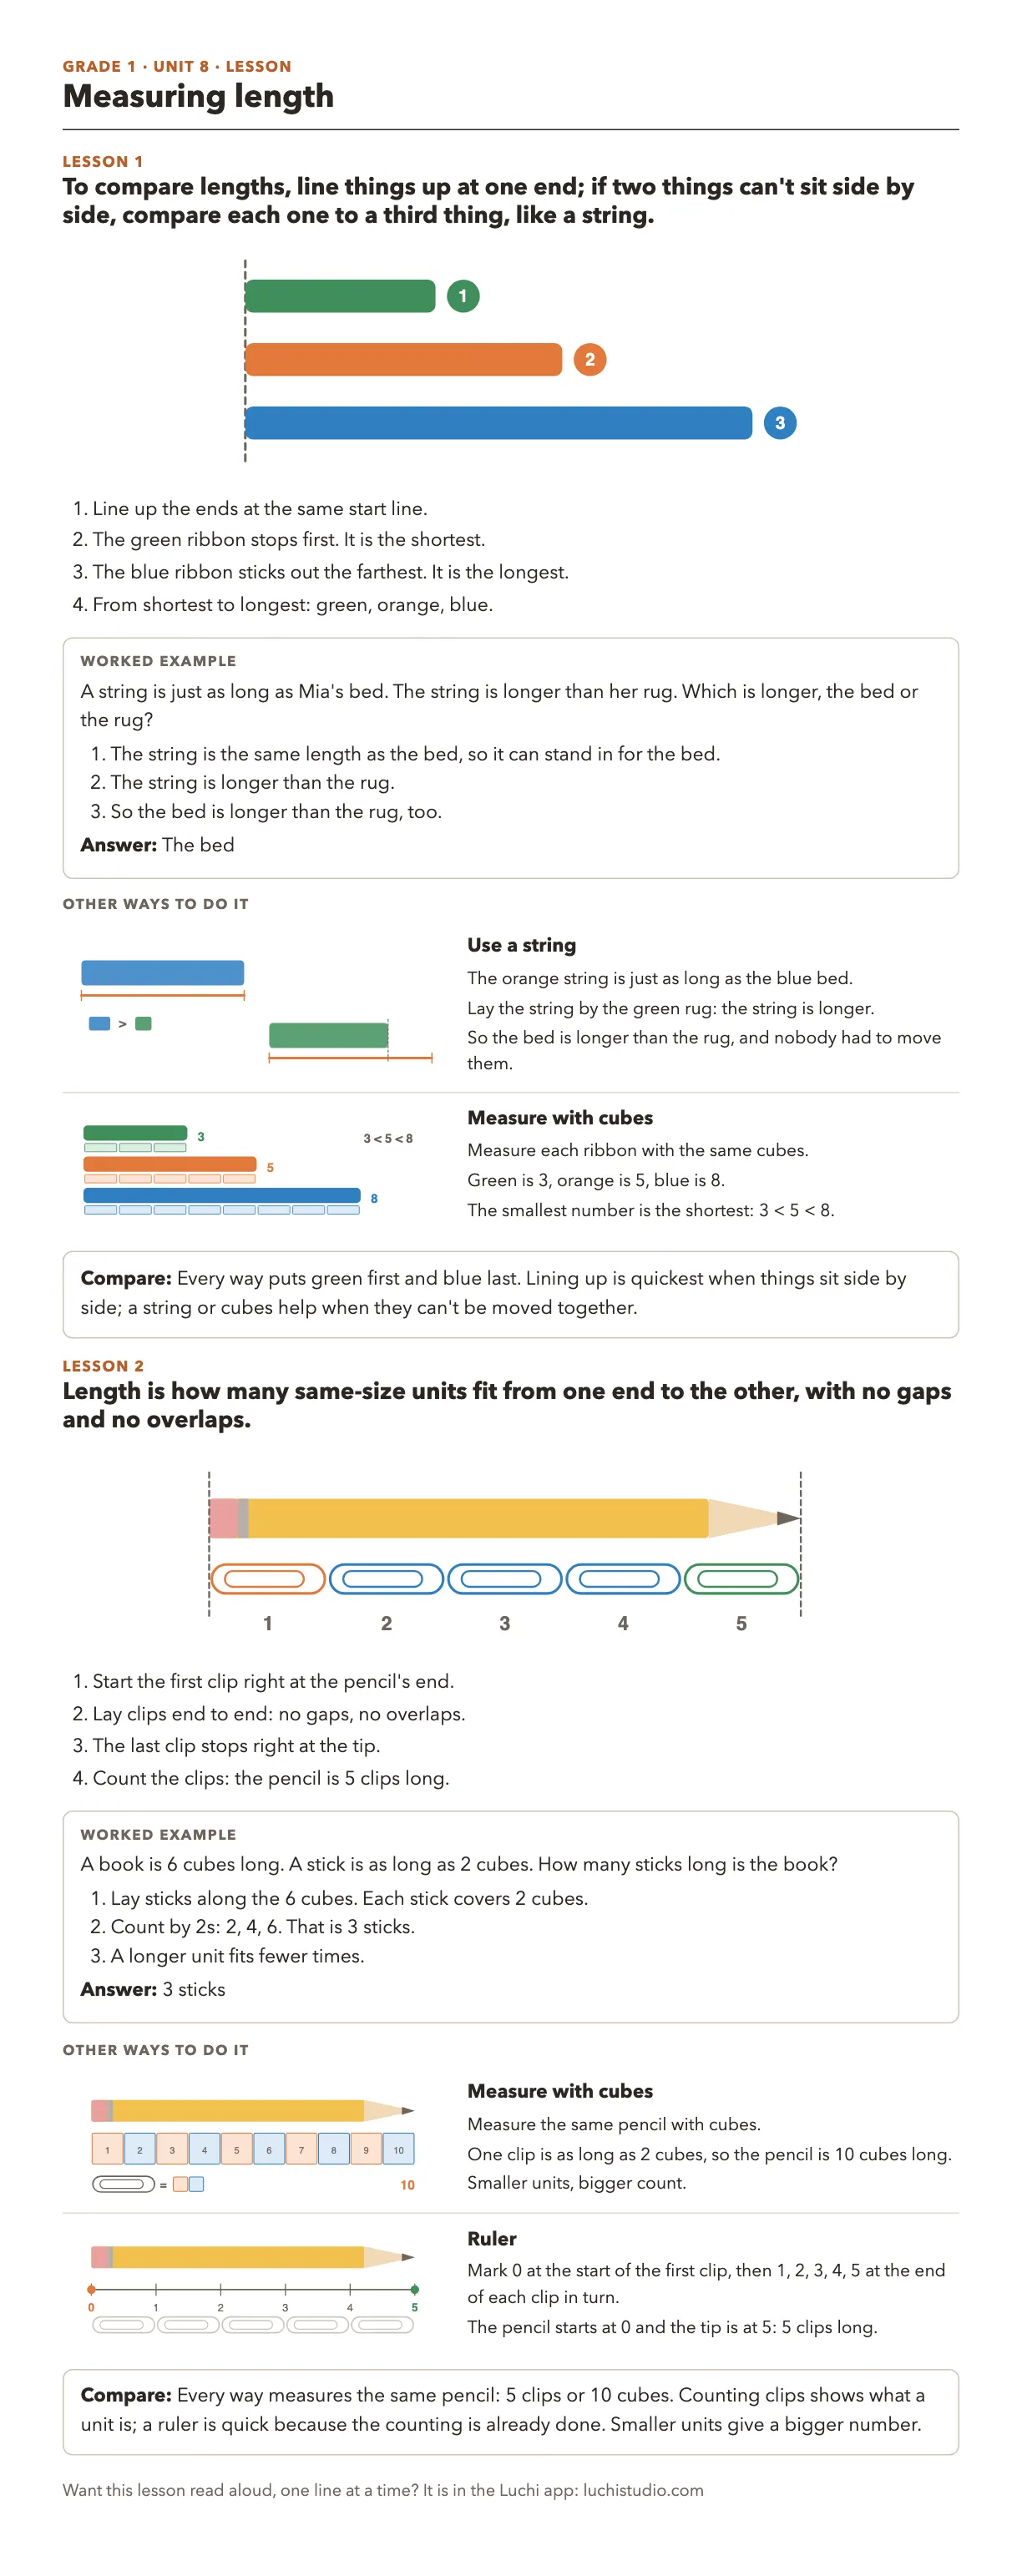 GRADE 1 · UNIT 8 · LESSON
Measuring length
LESSON 1
To compare lengths, line things up at one end; if two things can't sit side by
side, compare each one to a third thing, like a string.
1
2
3
1. Line up the ends at the same start line.
2. The green ribbon stops first. It is the shortest.
3. The blue ribbon sticks out the farthest. It is the longest.
4. From shortest to longest: green, orange, blue.
WORKED EXAMPLE
A string is just as long as Mia's bed. The string is longer than her rug. Which is longer, the bed or
the rug?
1. The string is the same length as the bed, so it can stand in for the bed.
2. The string is longer than the rug.
3. So the bed is longer than the rug, too.
Answer: The bed
OTHER WAYS TO DO IT
>
Use a string
The orange string is just as long as the blue bed.
Lay the string by the green rug: the string is longer.
So the bed is longer than the rug, and nobody had to move
them.
3
3 < 5 < 8
5
8
Measure with cubes
Measure each ribbon with the same cubes.
Green is 3, orange is 5, blue is 8.
The smallest number is the shortest: 3 < 5 < 8.
Compare: Every way puts green first and blue last. Lining up is quickest when things sit side by
side; a string or cubes help when they can't be moved together.
LESSON 2
Length is how many same-size units fit from one end to the other, with no gaps
and no overlaps.
1 2 3 4 5
1. Start the first clip right at the pencil's end.
2. Lay clips end to end: no gaps, no overlaps.
3. The last clip stops right at the tip.
4. Count the clips: the pencil is 5 clips long.
WORKED EXAMPLE
A book is 6 cubes long. A stick is as long as 2 cubes. How many sticks long is the book?
1. Lay sticks along the 6 cubes. Each stick covers 2 cubes.
2. Count by 2s: 2, 4, 6. That is 3 sticks.
3. A longer unit fits fewer times.
Answer: 3 sticks
OTHER WAYS TO DO IT
1 2 3 4 5 6 7 8 9 10
= 10
Measure with cubes
Measure the same pencil with cubes.
One clip is as long as 2 cubes, so the pencil is 10 cubes long.
Smaller units, bigger count.
0 1 2 3 4 5
Ruler
Mark 0 at the start of the first clip, then 1, 2, 3, 4, 5 at the end
of each clip in turn.
The pencil starts at 0 and the tip is at 5: 5 clips long.
Compare: Every way measures the same pencil: 5 clips or 10 cubes. Counting clips shows what a
unit is; a ruler is quick because the counting is already done. Smaller units give a bigger number.
Want this lesson read aloud, one line at a time? It is in the Luchi app: luchistudio.com